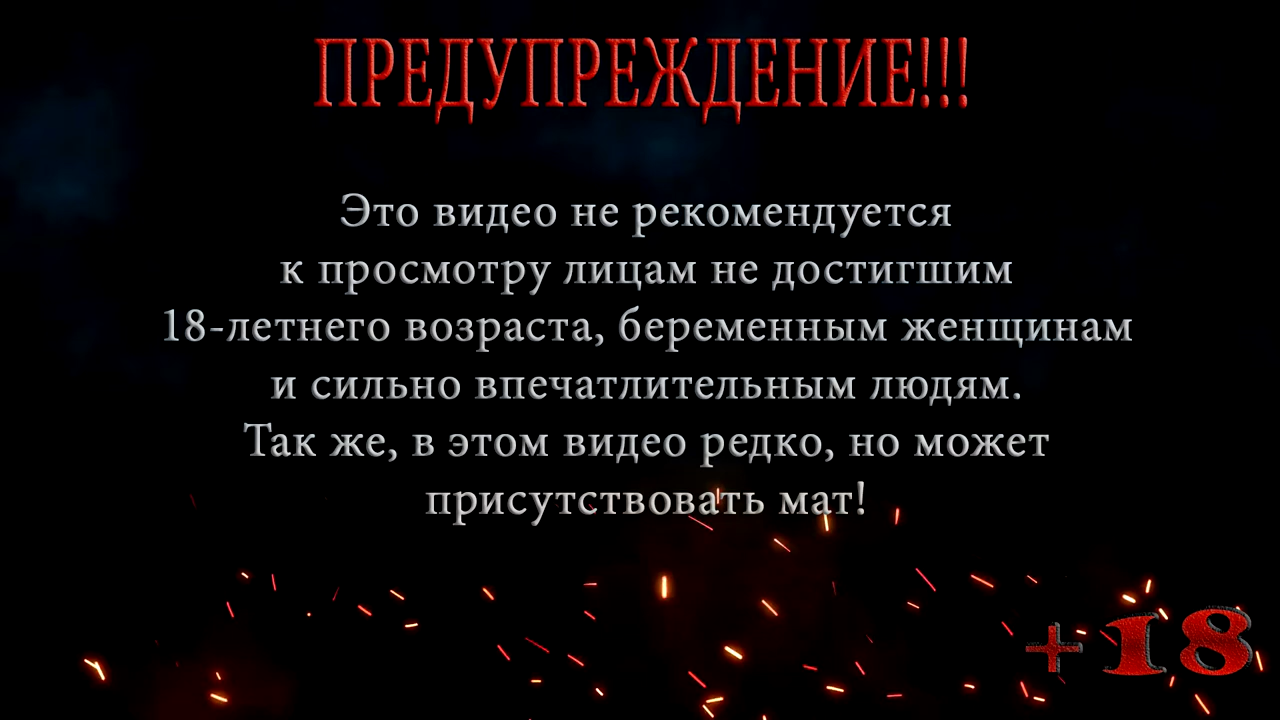 ПРЕДУПРЕЖДЕНИЕ!!!
Это видео не рекомендуется
к просмотру лицам не достигшим
18-летнего возраста, беременным женщинам
и сильно впечатлительным людям.
Так же, в этом видео редко, но может
присутствовать мат!
+18